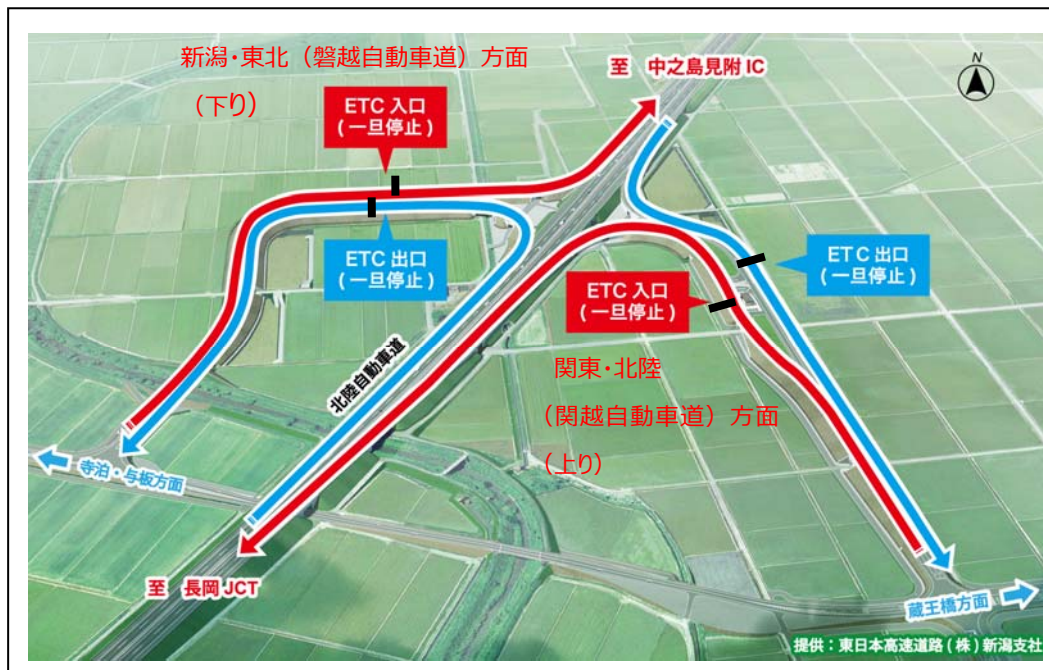 新潟・東北（磐越自動車道）方面
（下り）
至 中之島見附IC
N
ETC 入口
(一旦停止)
ETC 出口
(一旦停止)
ETC 出口
(一旦停止)
ETC 入口
(一旦停止)
北陸自動車道
関東・北陸
（関越自動車道）方面
（上り）
寺泊・与板方面
至 長岡JCT
蔵王橋方面
提供：東日本高速道路(株)新潟支社